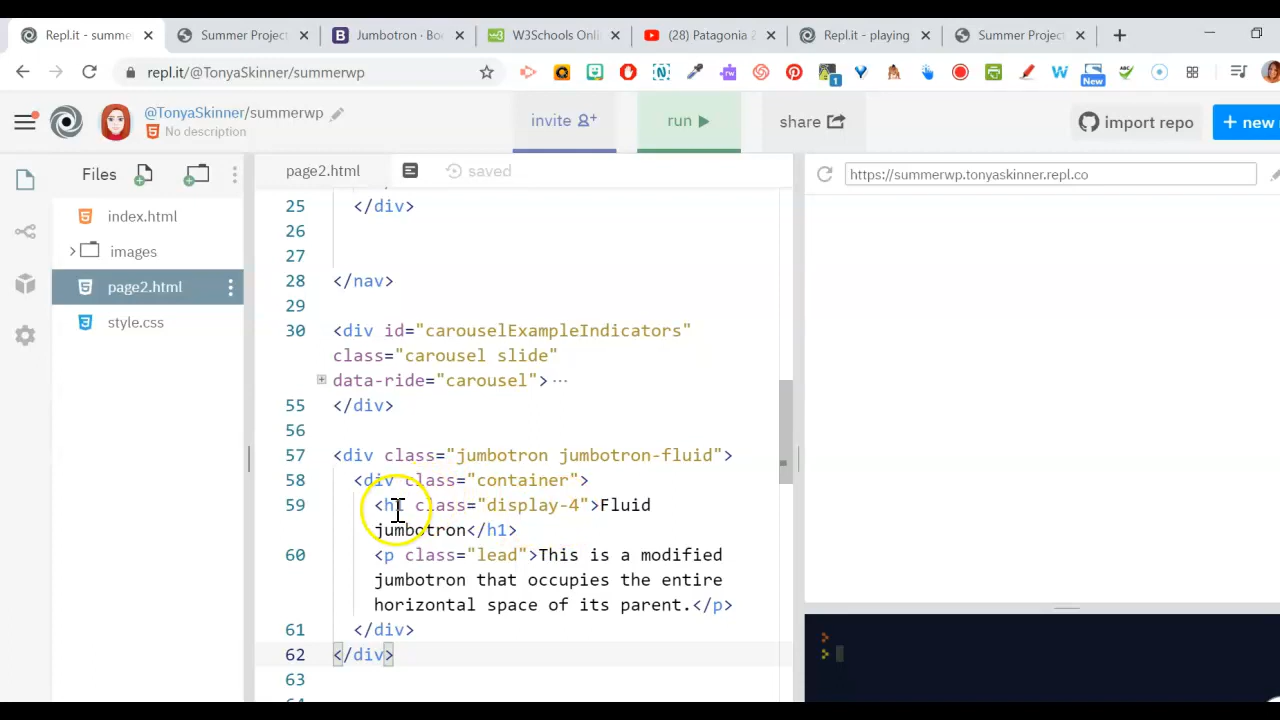 Repl.it - summe
Summer Project
Jumbotron - Boo
W3Schools Onli
(28) Patagonia
Repl.it - playing
Summer Project
repl.it/@TonyaSkinner/summerwp
1
ABC
New
@TonyaSkinner/summerwp
No description
invite
run
share
import repo
+ new
Files
page2.html
saved
https://summerwp.tonyaskinner.repl.co
index.html
images
page2.html
style.css
25 </div>
26
27
28 </nav>
29
30 <div id="carouselExampleIndicators"
class="carousel slide"
data-ride="carousel">
55 </div>
56
57 <div class="jumbotron jumbotron-fluid">
58 <div class="container">
59 <h1 class="display-4">Fluid
jumbotron</h1>
60 <p class="lead">This is a modified
jumbotron that occupies the entire
horizontal space of its parent.</p>
61 </div>
62 </div>
63